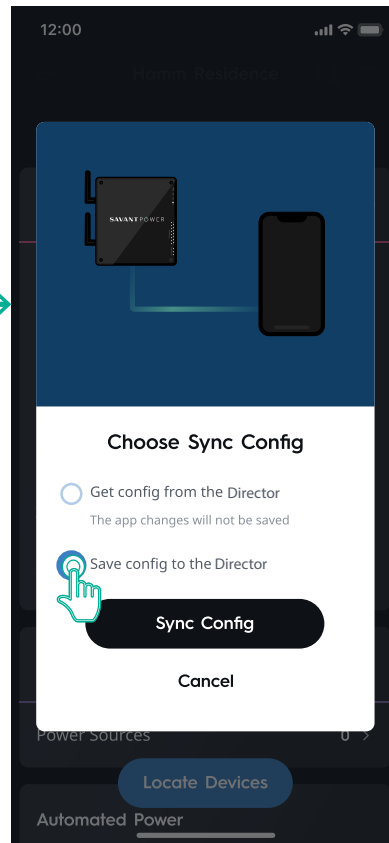 12:00
Hamm Residence
SAVANT POWER
Choose Sync Config
Get config from the Director
The app changes will not be saved
Save config to the Director
Sync Config
Cancel
Power Sources 0 >
Locate Devices
Automated Power